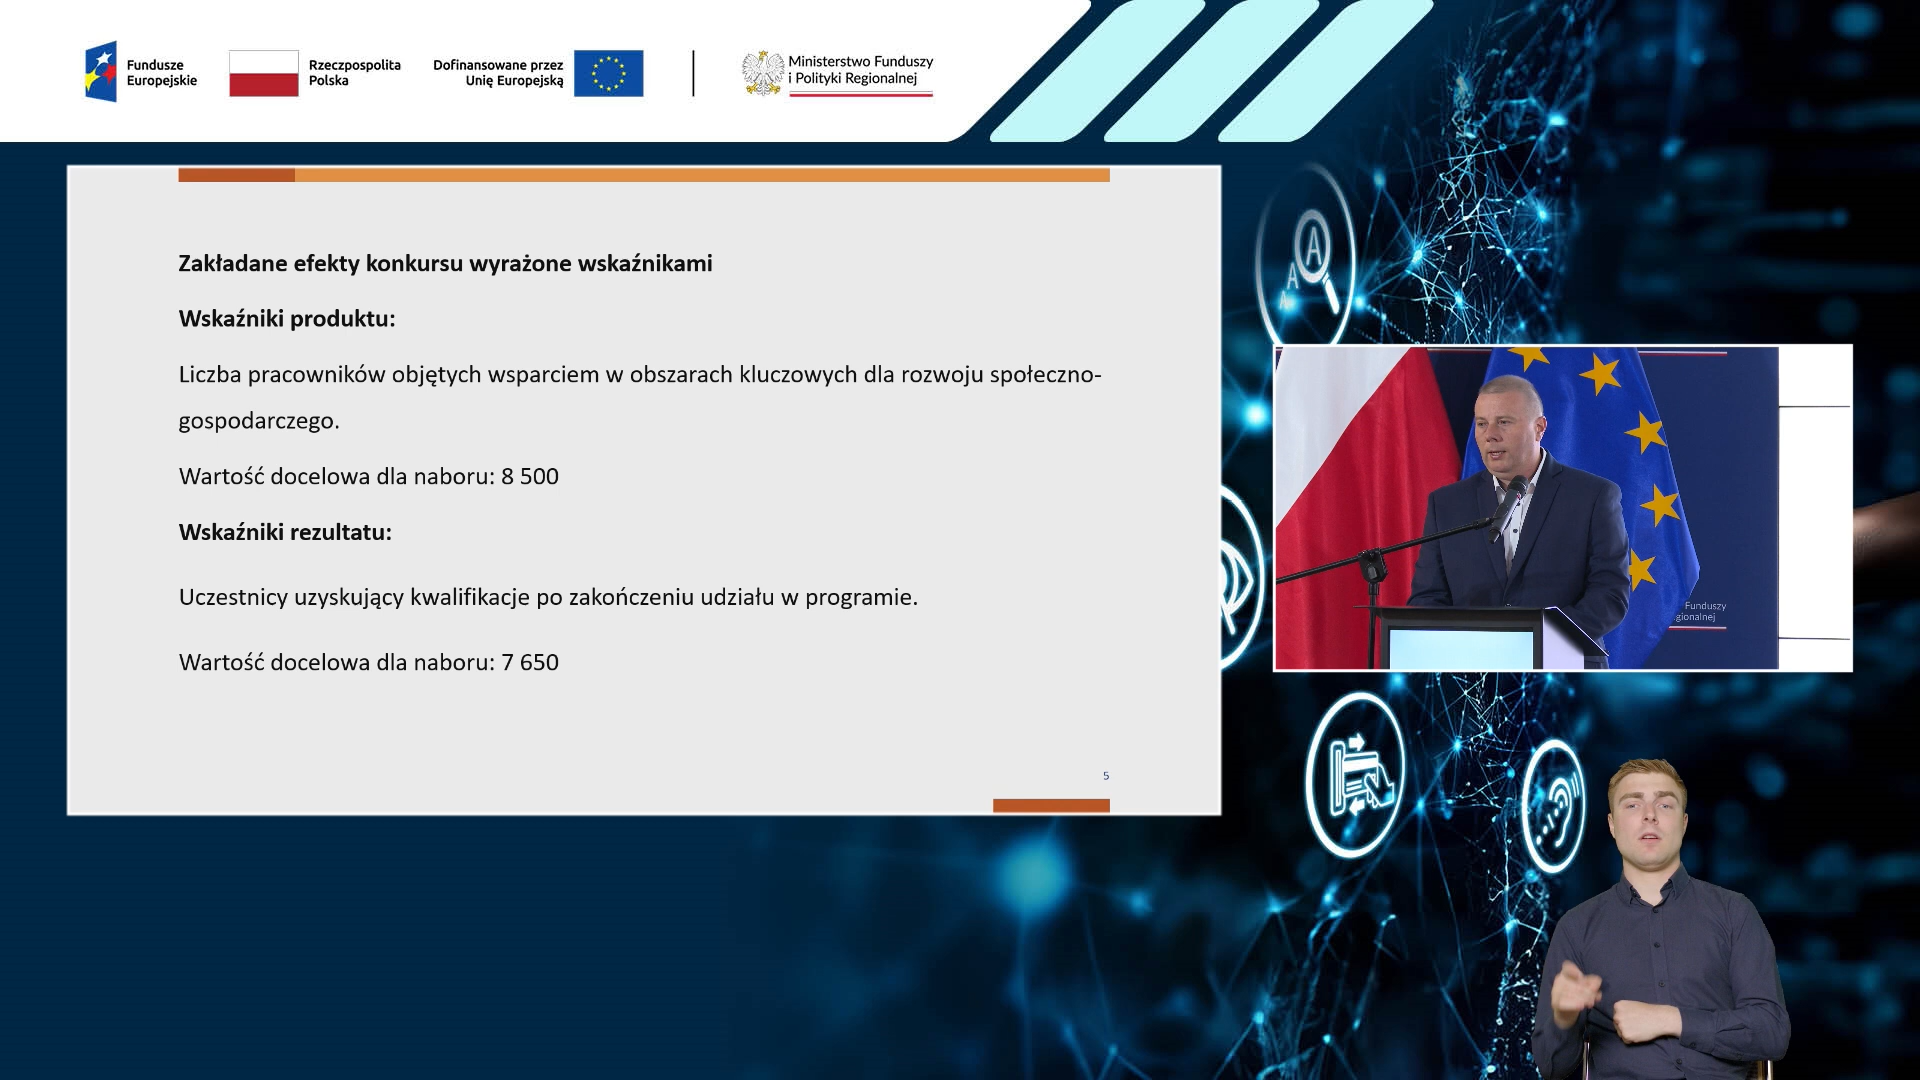 Fundusze
Europejskie
Rzeczpospolita
Polska
Dofinansowane przez
Unię Europejską
Ministerstwo Funduszy
i Polityki Regionalnej
Zakładane efekty konkursu wyrażone wskaźnikami
Wskaźniki produktu:
Liczba pracowników objętych wsparciem w obszarach kluczowych dla rozwoju społeczno-
gospodarczego.
Wartość docelowa dla naboru: 8 500
Wskaźniki rezultatu:
Uczestnicy uzyskujący kwalifikacje po zakończeniu udziału w programie.
Wartość docelowa dla naboru: 7 650
5
A
A
A
Funduszy
gionalnej